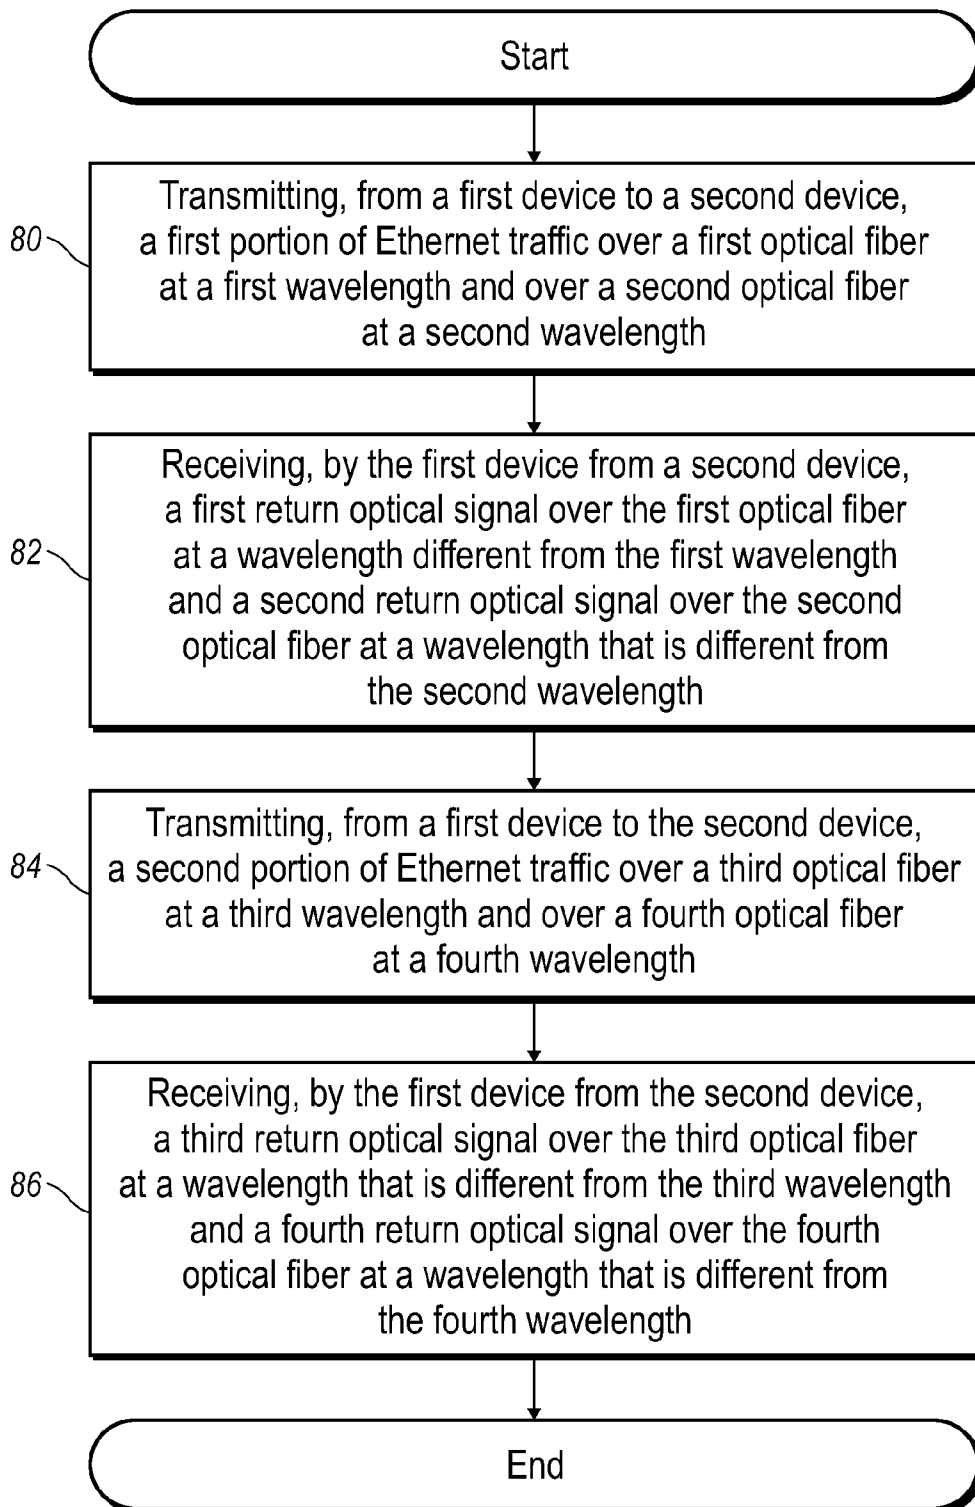 Start
80
Transmitting, from a first device to a second device,
a first portion of Ethernet traffic over a first optical fiber
at a first wavelength and over a second optical fiber
at a second wavelength
82
Receiving, by the first device from a second device,
a first return optical signal over the first optical fiber
at a wavelength different from the first wavelength
and a second return optical signal over the second
optical fiber at a wavelength that is different from
the second wavelength
84
Transmitting, from a first device to the second device,
a second portion of Ethernet traffic over a third optical fiber
at a third wavelength and over a fourth optical fiber
at a fourth wavelength
86
Receiving, by the first device from the second device,
a third return optical signal over the third optical fiber
at a wavelength that is different from the third wavelength
and a fourth return optical signal over the fourth
optical fiber at a wavelength that is different from
the fourth wavelength
End